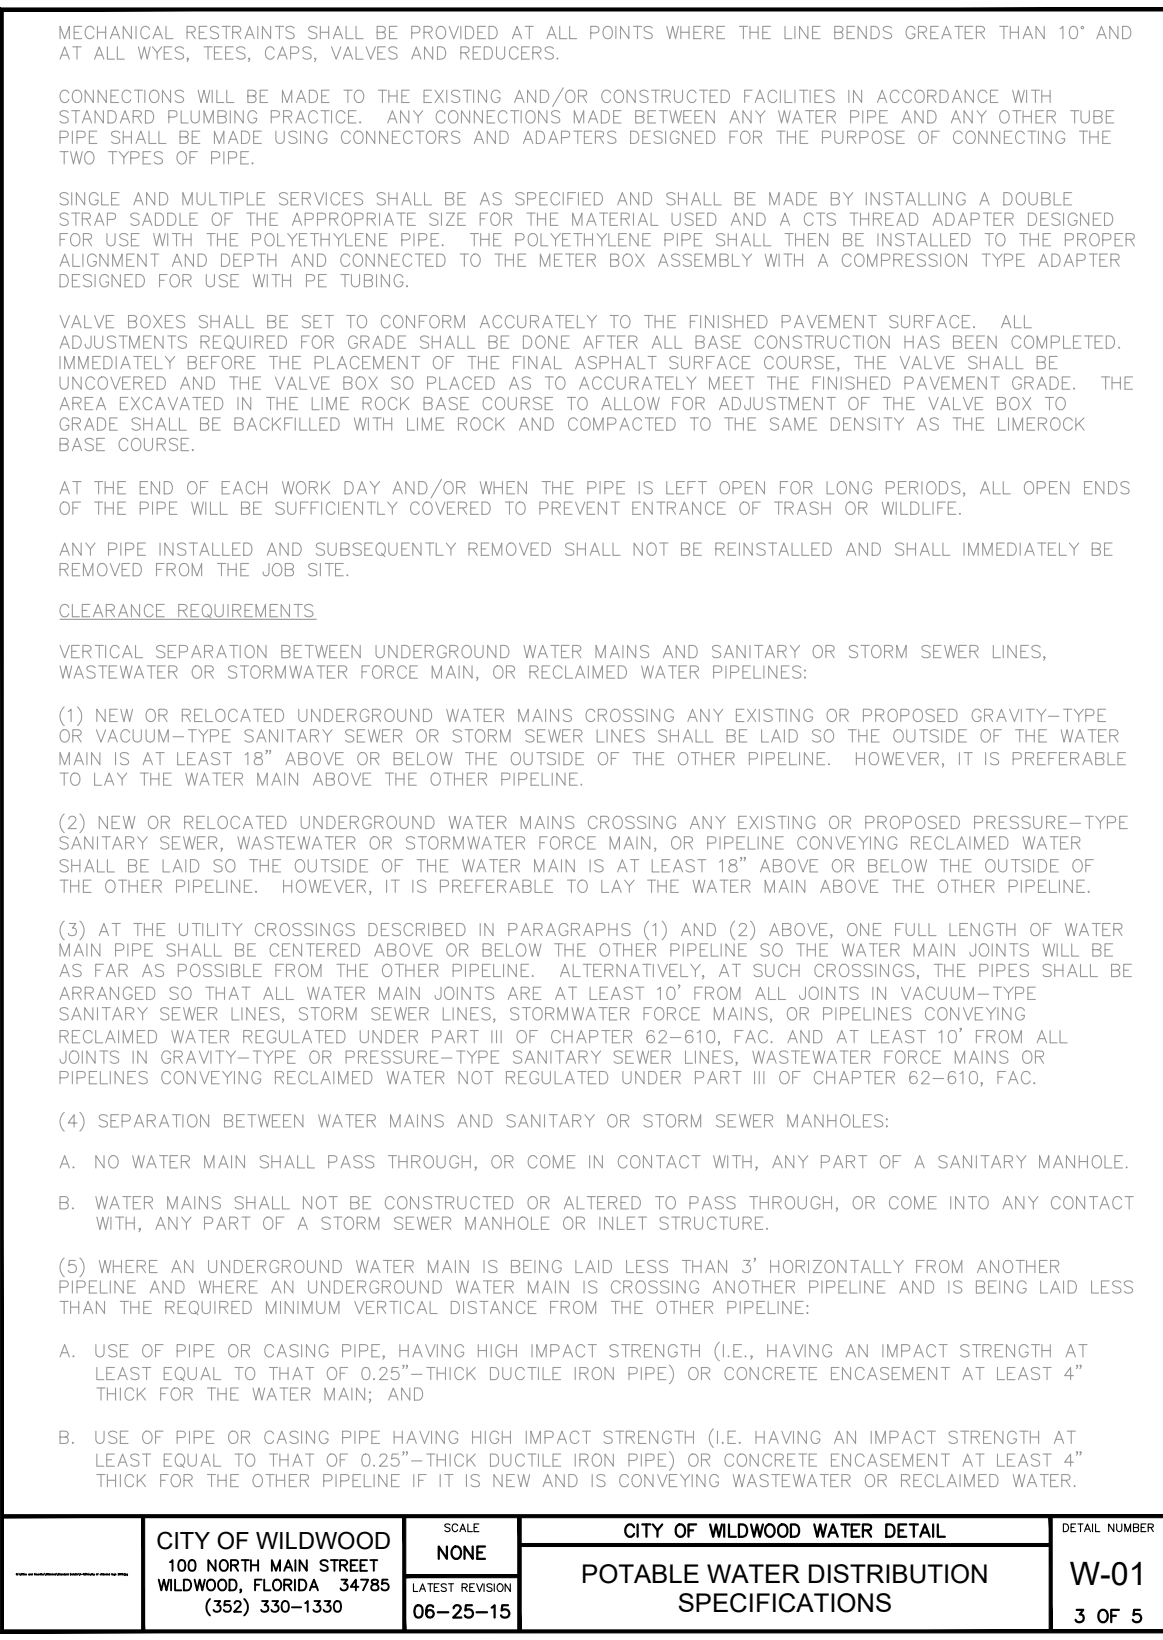 MECHANICAL RESTRAINTS SHALL BE PROVIDED AT ALL POINTS WHERE THE LINE BENDS GREATER THAN 10° AND
AT ALL WYES, TEES, CAPS, VALVES AND REDUCERS.
CONNECTIONS WILL BE MADE TO THE EXISTING AND/OR CONSTRUCTED FACILITIES IN ACCORDANCE WITH
STANDARD PLUMBING PRACTICE. ANY CONNECTIONS MADE BETWEEN ANY WATER PIPE AND ANY OTHER TUBE
PIPE SHALL BE MADE USING CONNECTORS AND ADAPTERS DESIGNED FOR THE PURPOSE OF CONNECTING THE
TWO TYPES OF PIPE.
SINGLE AND MULTIPLE SERVICES SHALL BE AS SPECIFIED AND SHALL BE MADE BY INSTALLING A DOUBLE
STRAP SADDLE OF THE APPROPRIATE SIZE FOR THE MATERIAL USED AND A CTS THREAD ADAPTER DESIGNED
FOR USE WITH THE POLYETHYLENE PIPE. THE POLYETHYLENE PIPE SHALL THEN BE INSTALLED TO THE PROPER
ALIGNMENT AND DEPTH AND CONNECTED TO THE METER BOX ASSEMBLY WITH A COMPRESSION TYPE ADAPTER
DESIGNED FOR USE WITH PE TUBING.
VALVE BOXES SHALL BE SET TO CONFORM ACCURATELY TO THE FINISHED PAVEMENT SURFACE. ALL
ADJUSTMENTS REQUIRED FOR GRADE SHALL BE DONE AFTER ALL BASE CONSTRUCTION HAS BEEN COMPLETED.
IMMEDIATELY BEFORE THE PLACEMENT OF THE FINAL ASPHALT SURFACE COURSE, THE VALVE SHALL BE
UNCOVERED AND THE VALVE BOX SO PLACED AS TO ACCURATELY MEET THE FINISHED PAVEMENT GRADE. THE
AREA EXCAVATED IN THE LIME ROCK BASE COURSE TO ALLOW FOR ADJUSTMENT OF THE VALVE BOX TO
GRADE SHALL BE BACKFILLED WITH LIME ROCK AND COMPACTED TO THE SAME DENSITY AS THE LIMEROCK
BASE COURSE.
AT THE END OF EACH WORK DAY AND/OR WHEN THE PIPE IS LEFT OPEN FOR LONG PERIODS, ALL OPEN ENDS
OF THE PIPE WILL BE SUFFICIENTLY COVERED TO PREVENT ENTRANCE OF TRASH OR WILDLIFE.
ANY PIPE INSTALLED AND SUBSEQUENTLY REMOVED SHALL NOT BE REINSTALLED AND SHALL IMMEDIATELY BE
REMOVED FROM THE JOB SITE.
CLEARANCE REQUIREMENTS
VERTICAL SEPARATION BETWEEN UNDERGROUND WATER MAINS AND SANITARY OR STORM SEWER LINES,
WASTEWATER OR STORMWATER FORCE MAIN, OR RECLAIMED WATER PIPELINES:
(1) NEW OR RELOCATED UNDERGROUND WATER MAINS CROSSING ANY EXISTING OR PROPOSED GRAVITY-TYPE
OR VACUUM-TYPE SANITARY SEWER OR STORM SEWER LINES SHALL BE LAID SO THE OUTSIDE OF THE WATER
MAIN IS AT LEAST 18" ABOVE OR BELOW THE OUTSIDE OF THE OTHER PIPELINE. HOWEVER, IT IS PREFERABLE
TO LAY THE WATER MAIN ABOVE THE OTHER PIPELINE.
(2) NEW OR RELOCATED UNDERGROUND WATER MAINS CROSSING ANY EXISTING OR PROPOSED PRESSURE-TYPE
SANITARY SEWER, WASTEWATER OR STORMWATER FORCE MAIN, OR PIPELINE CONVEYING RECLAIMED WATER
SHALL BE LAID SO THE OUTSIDE OF THE WATER MAIN IS AT LEAST 18" ABOVE OR BELOW THE OUTSIDE OF
THE OTHER PIPELINE. HOWEVER, IT IS PREFERABLE TO LAY THE WATER MAIN ABOVE THE OTHER PIPELINE.
(3) AT THE UTILITY CROSSINGS DESCRIBED IN PARAGRAPHS (1) AND (2) ABOVE, ONE FULL LENGTH OF WATER
MAIN PIPE SHALL BE CENTERED ABOVE OR BELOW THE OTHER PIPELINE SO THE WATER MAIN JOINTS WILL BE
AS FAR AS POSSIBLE FROM THE OTHER PIPELINE. ALTERNATIVELY, AT SUCH CROSSINGS, THE PIPES SHALL BE
ARRANGED SO THAT ALL WATER MAIN JOINTS ARE AT LEAST 10' FROM ALL JOINTS IN VACUUM-TYPE
SANITARY SEWER LINES, STORM SEWER LINES, STORMWATER FORCE MAINS, OR PIPELINES CONVEYING
RECLAIMED WATER REGULATED UNDER PART III OF CHAPTER 62-610, FAC. AND AT LEAST 10' FROM ALL
JOINTS IN GRAVITY-TYPE OR PRESSURE-TYPE SANITARY SEWER LINES, WASTEWATER FORCE MAINS OR
PIPELINES CONVEYING RECLAIMED WATER NOT REGULATED UNDER PART III OF CHAPTER 62-610, FAC.
(4) SEPARATION BETWEEN WATER MAINS AND SANITARY OR STORM SEWER MANHOLES:
A. NO WATER MAIN SHALL PASS THROUGH, OR COME IN CONTACT WITH, ANY PART OF A SANITARY MANHOLE.
B. WATER MAINS SHALL NOT BE CONSTRUCTED OR ALTERED TO PASS THROUGH, OR COME INTO ANY CONTACT
WITH, ANY PART OF A STORM SEWER MANHOLE OR INLET STRUCTURE.
(5) WHERE AN UNDERGROUND WATER MAIN IS BEING LAID LESS THAN 3' HORIZONTALLY FROM ANOTHER
PIPELINE AND WHERE AN UNDERGROUND WATER MAIN IS CROSSING ANOTHER PIPELINE AND IS BEING LAID LESS
THAN THE REQUIRED MINIMUM VERTICAL DISTANCE FROM THE OTHER PIPELINE:
A. USE OF PIPE OR CASING PIPE, HAVING HIGH IMPACT STRENGTH (I.E., HAVING AN IMPACT STRENGTH AT
LEAST EQUAL TO THAT OF 0.25"-THICK DUCTILE IRON PIPE) OR CONCRETE ENCASEMENT AT LEAST 4"
THICK FOR THE WATER MAIN; AND
B. USE OF PIPE OR CASING PIPE HAVING HIGH IMPACT STRENGTH (I.E. HAVING AN IMPACT STRENGTH AT
LEAST EQUAL TO THAT OF 0.25"-THICK DUCTILE IRON PIPE) OR CONCRETE ENCASEMENT AT LEAST 4"
THICK FOR THE OTHER PIPELINE IF IT IS NEW AND IS CONVEYING WASTEWATER OR RECLAIMED WATER.
CITY OF WILDWOOD
100 NORTH MAIN STREET
WILDWOOD, FLORIDA 34785
(352) 330-1330
SCALE
NONE
LATEST REVISION
06-25-15
CITY OF WILDWOOD WATER DETAIL
POTABLE WATER DISTRIBUTION
SPECIFICATIONS
DETAIL NUMBER
W-01
3 OF 5